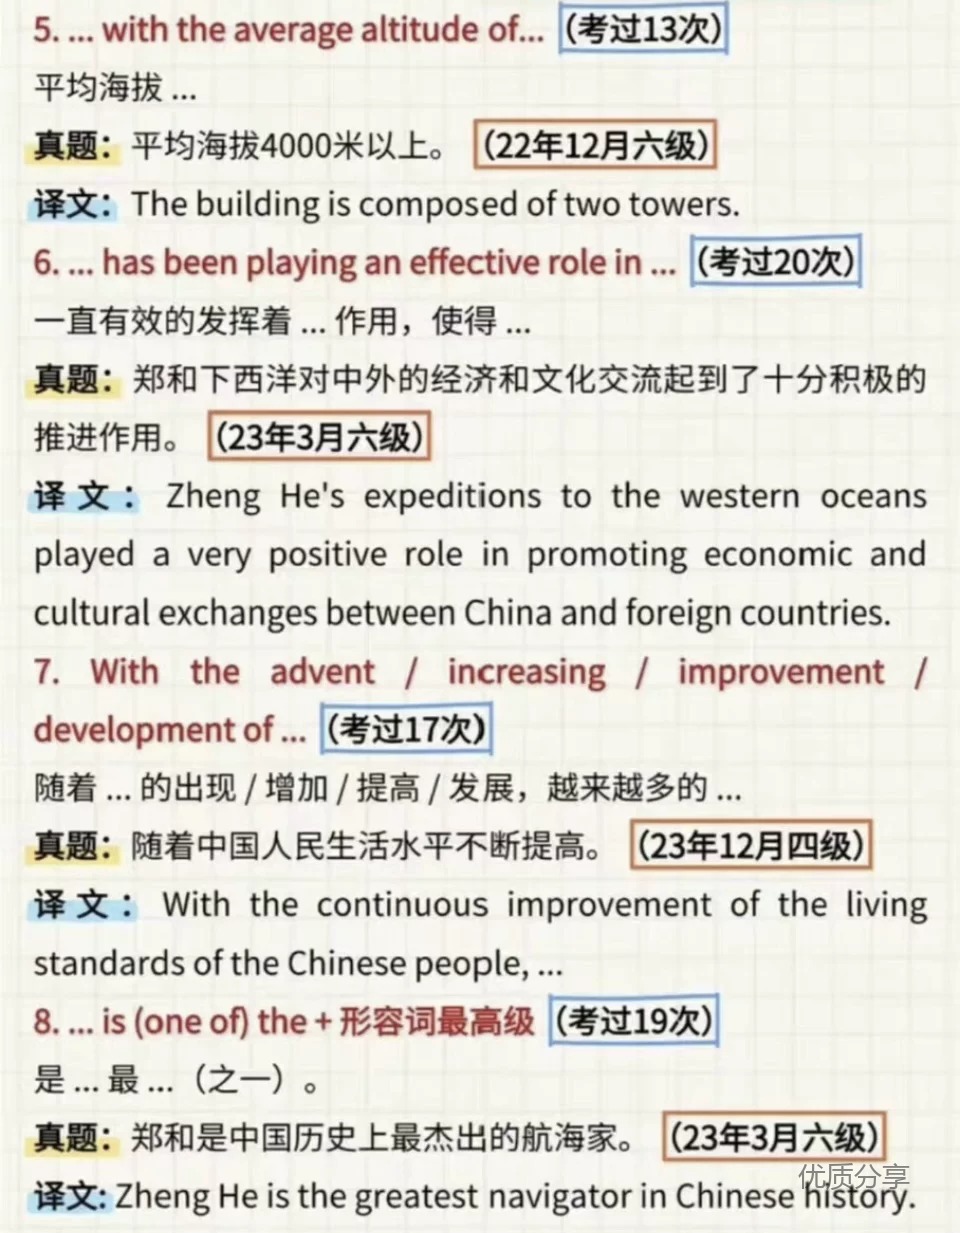 5. ... with the average altitude of... （考过13次）
平均海拔 ...
真题：平均海拔4000米以上。 （22年12月六级）
译文：The building is composed of two towers.
6. ... has been playing an effective role in ... （考过20次）
一直有效的发挥着 ... 作用，使得 ...
真题：郑和下西洋对中外的经济和文化交流起到了十分积极的
推进作用。 （23年3月六级）
译文：Zheng He's expeditions to the western oceans
played a very positive role in promoting economic and
cultural exchanges between China and foreign countries.
7. With the advent / increasing / improvement /
development of ... （考过17次）
随着 ... 的出现 / 增加 / 提高 / 发展，越来越多的 ...
真题：随着中国人民生活水平不断提高。 （23年12月四级）
译文：With the continuous improvement of the living
standards of the Chinese people, ...
8. ... is (one of) the + 形容词最高级 （考过19次）
是 ... 最 ...（之一）。
真题：郑和是中国历史上最杰出的航海家。 （23年3月六级）
优质分享
译文: Zheng He is the greatest navigator in Chinese history.